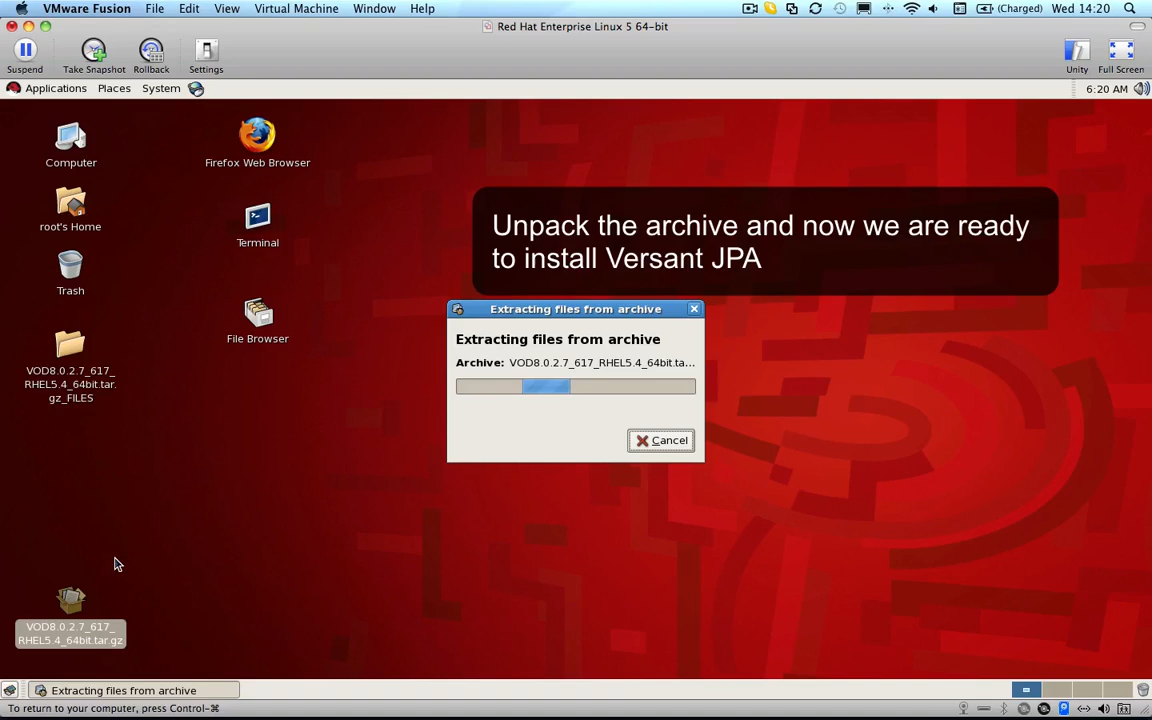 VMware Fusion File Edit View Virtual Machine Window Help (Charged) Wed 14:20
Red Hat Enterprise Linux 5 64-bit
Suspend Take Snapshot Rollback Settings Unity Full Screen
Applications Places System 6:20 AM
Computer
Firefox Web Browser
root's Home
Terminal
Trash
File Browser
VOD8.0.2.7_617_
RHEL5.4_64bit.tar.
gz_FILES
Unpack the archive and now we are ready
to install Versant JPA
Extracting files from archive
Extracting files from archive
Archive: VOD8.0.2.7_617_RHEL5.4_64bit.ta...
Cancel
VOD8.0.2.7_617_
RHEL5.4_64bit.tar.gz
Extracting files from archive
To return to your computer, press Control-⌘